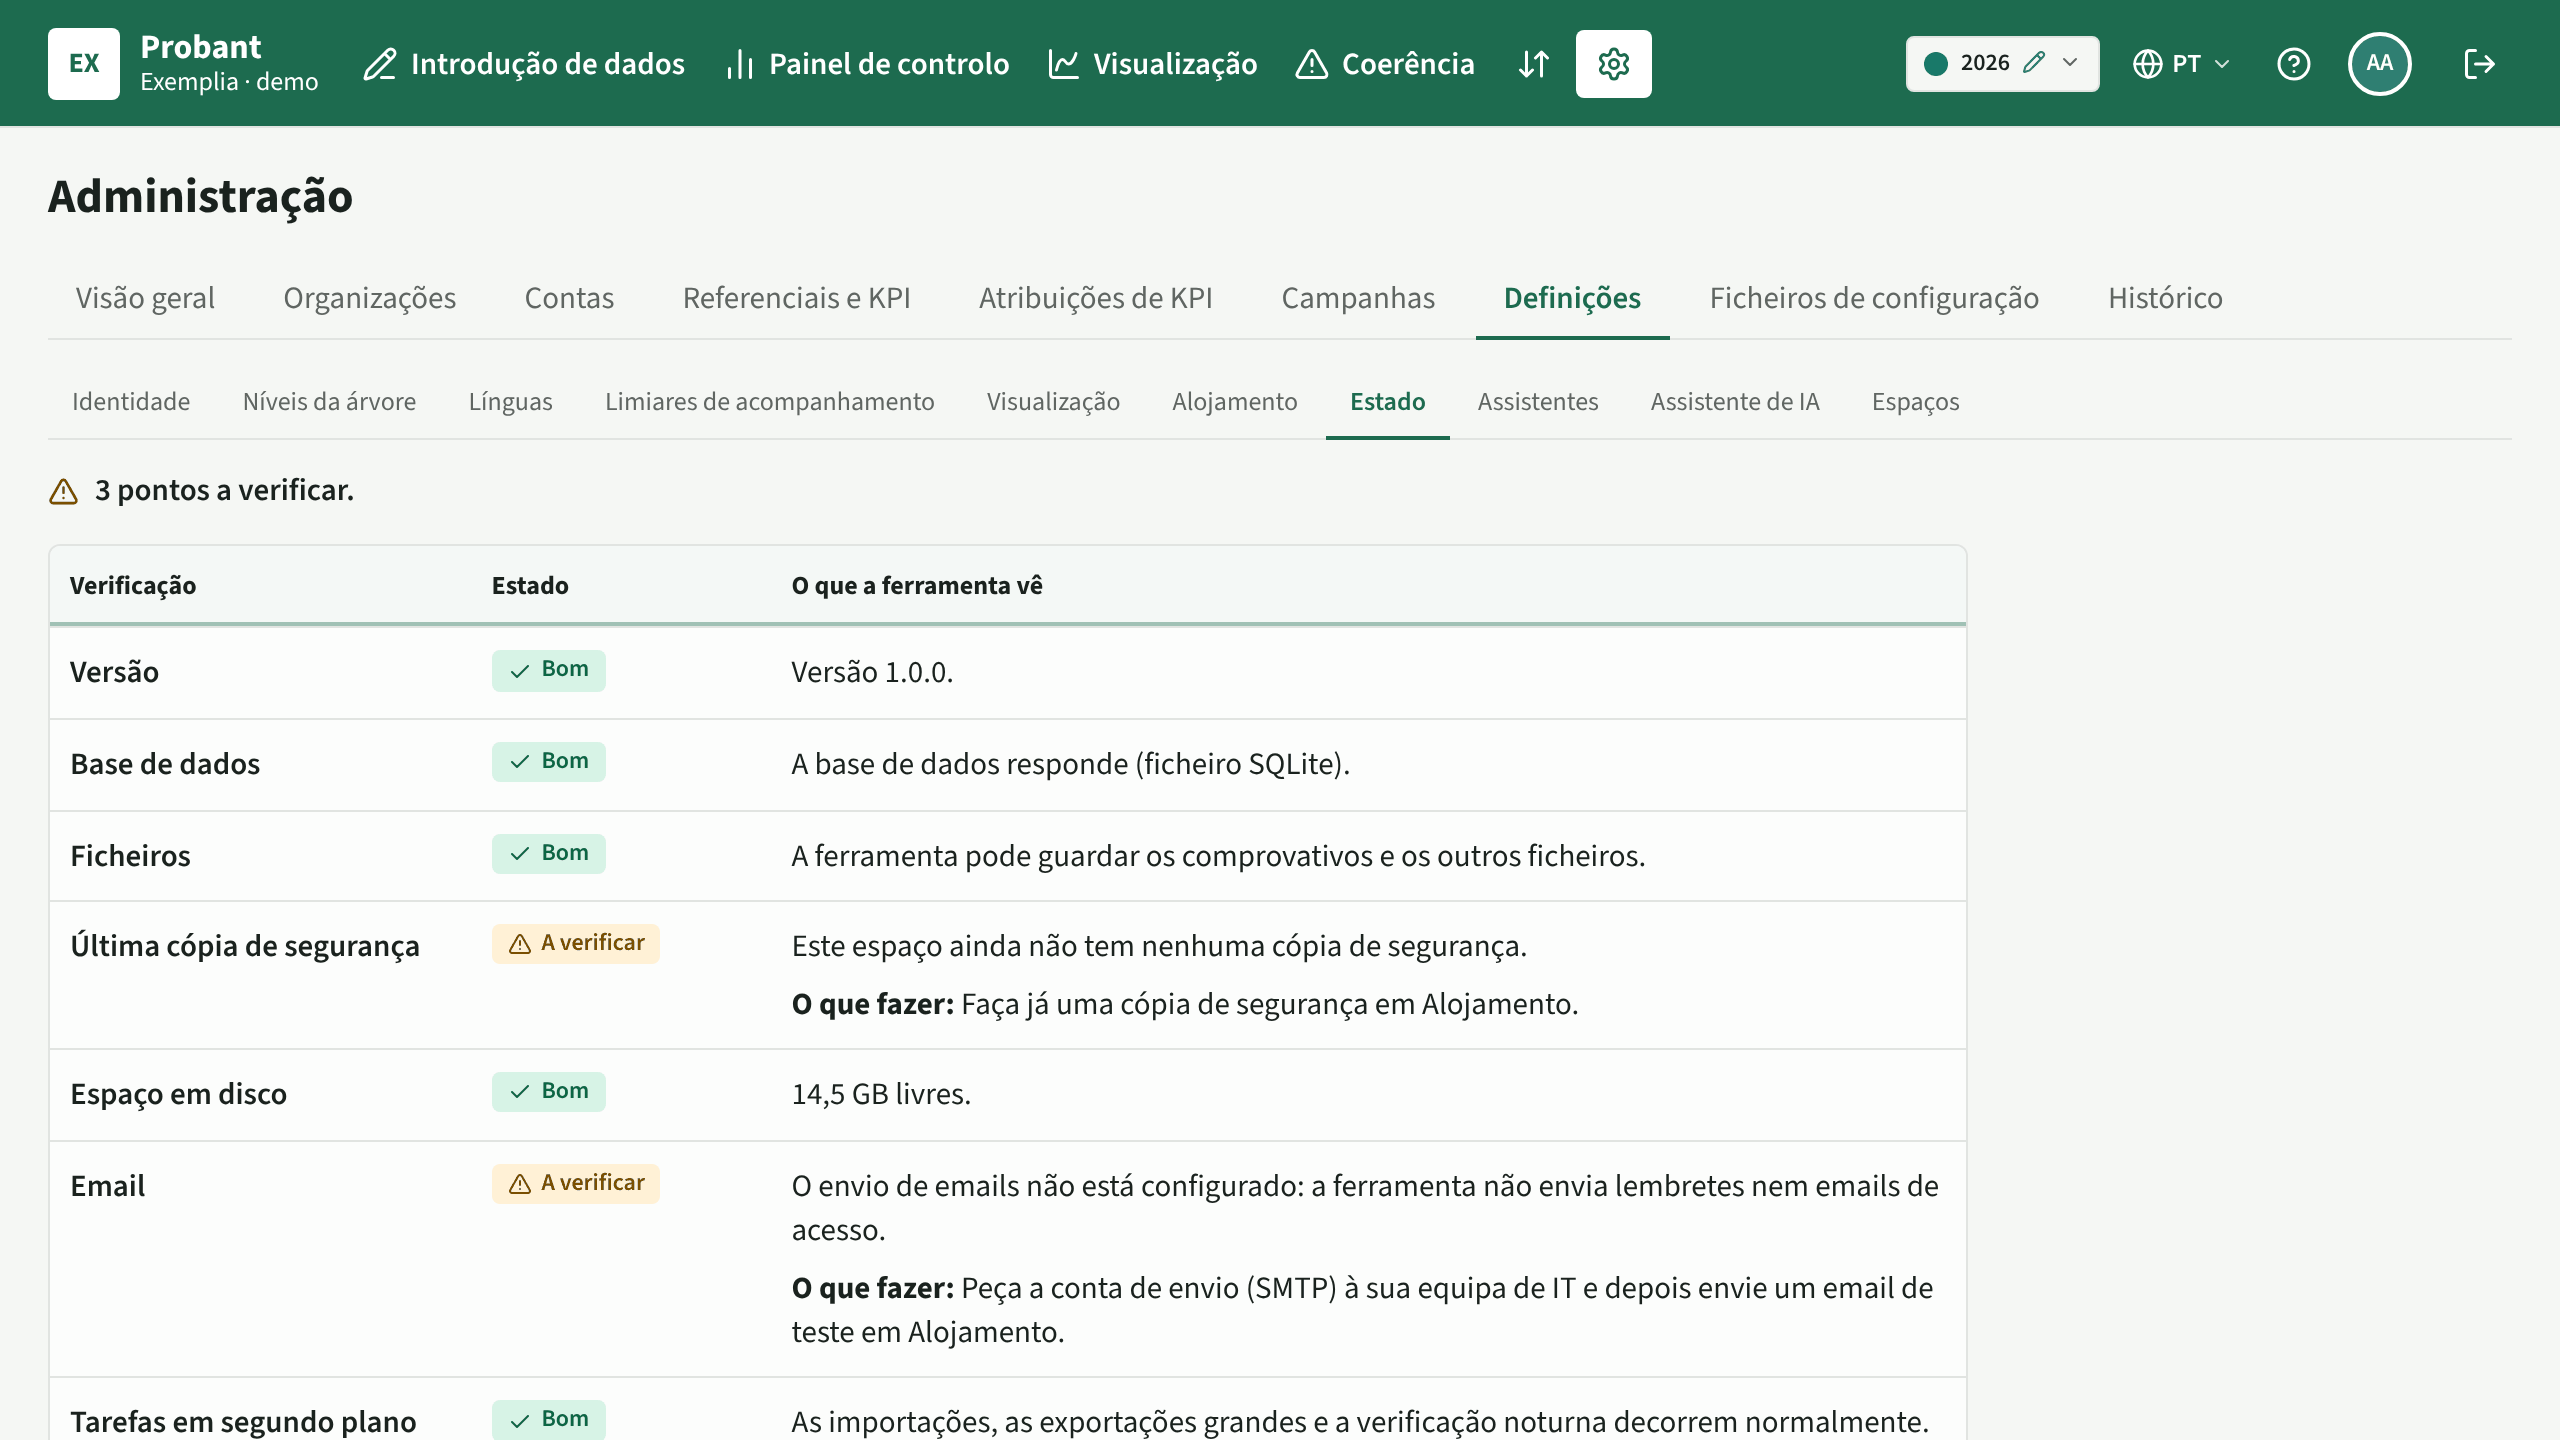 EX
Probant
Exemplia · demo
Introdução de dados
Painel de controlo
Visualização
Coerência
2026
PT
AA
Administração
Visão geral
Organizações
Contas
Referenciais e KPI
Atribuições de KPI
Campanhas
Definições
Ficheiros de configuração
Histórico
Identidade
Níveis da árvore
Línguas
Limiares de acompanhamento
Visualização
Alojamento
Estado
Assistentes
Assistente de IA
Espaços
3 pontos a verificar.
Verificação
Estado
O que a ferramenta vê
Versão
Bom
Versão 1.0.0.
Base de dados
Bom
A base de dados responde (ficheiro SQLite).
Ficheiros
Bom
A ferramenta pode guardar os comprovativos e os outros ficheiros.
Última cópia de segurança
A verificar
Este espaço ainda não tem nenhuma cópia de segurança.
O que fazer: Faça já uma cópia de segurança em Alojamento.
Espaço em disco
Bom
14,5 GB livres.
Email
A verificar
O envio de emails não está configurado: a ferramenta não envia lembretes nem emails de
acesso.
O que fazer: Peça a conta de envio (SMTP) à sua equipa de IT e depois envie um email de
teste em Alojamento.
Tarefas em segundo plano
Bom
As importações, as exportações grandes e a verificação noturna decorrem normalmente.